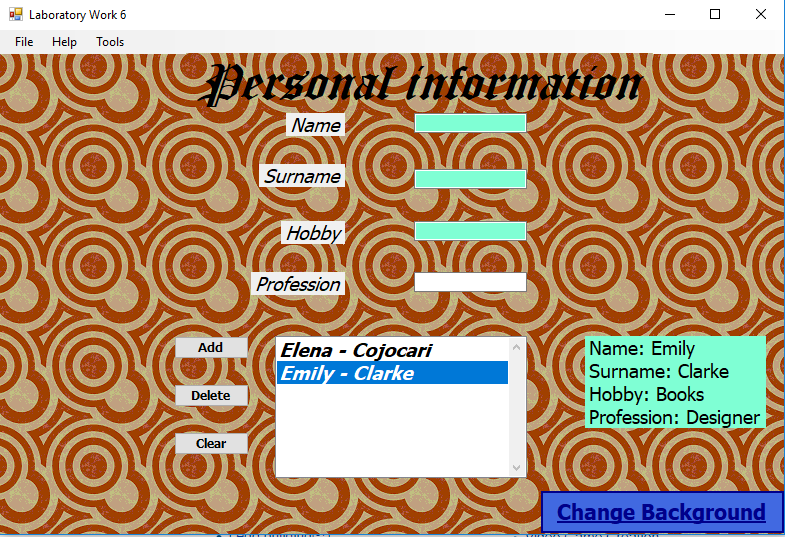 Laboratory Work 6
File Help Tools
Personal information
Name
Surname
Hobby
Profession
Add
Delete
Clear
Elena - Cojocari
Emily - Clarke
Name: Emily
Surname: Clarke
Hobby: Books
Profession: Designer
Change Background